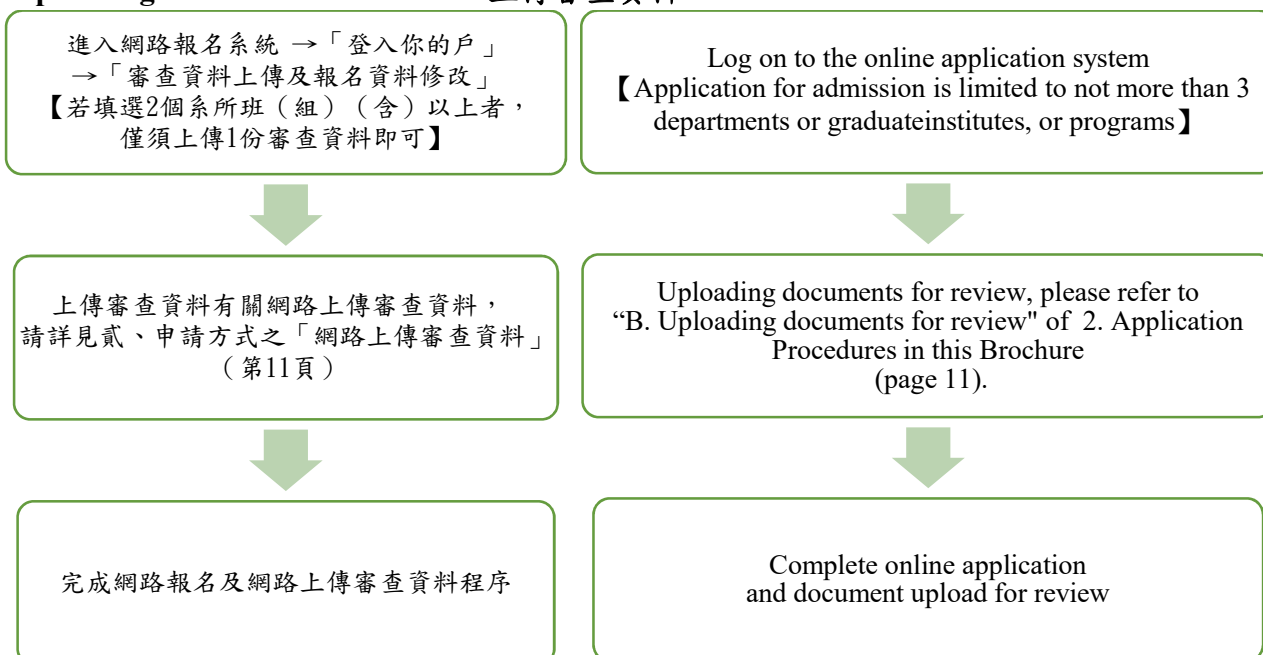 上傳審查資料
進入網路報名系統 →「登入你的戶」
→「審查資料上傳及報名資料修改」
【若填選2個系所班（組）（含）以上者，
僅須上傳1份審查資料即可】
Log on to the online application system
【Application for admission is limited to not more than 3
departments or graduateinstitutes, or programs】
上傳審查資料有關網路上傳審查資料，
請詳見貳、申請方式之「網路上傳審查資料」
（第11頁）
Uploading documents for review, please refer to
“B. Uploading documents for review" of 2. Application
Procedures in this Brochure
(page 11).
完成網路報名及網路上傳審查資料程序
Complete online application
and document upload for review